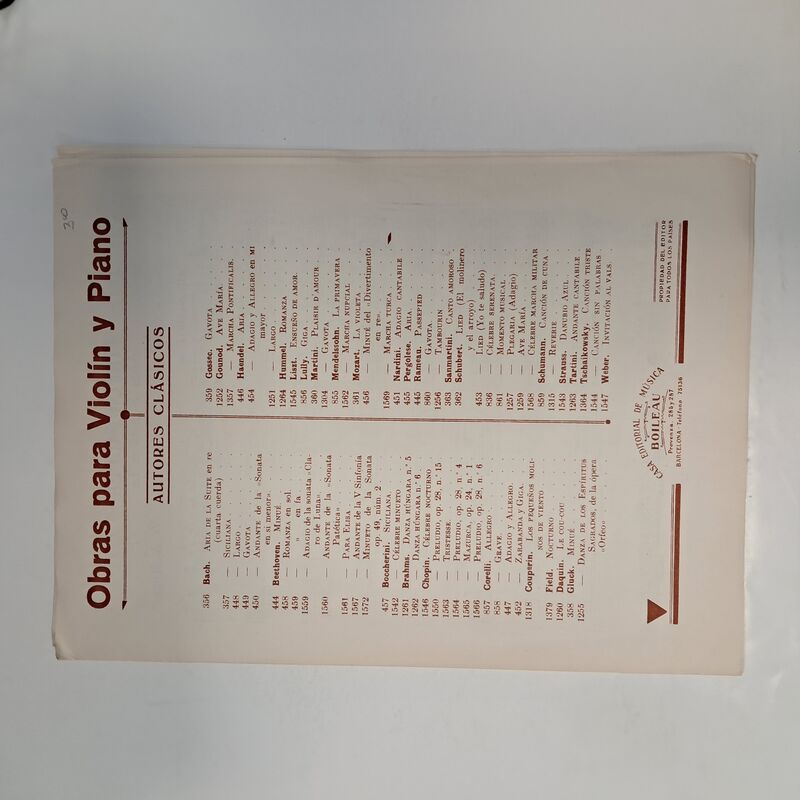 300
Obras para Violín y Piano
AUTORES CLÁSICOS
356 Bach. Aria de la Suite en re
(cuarta cuerda)
357 — Siciliana
448 — Largo
449 — Gavota
450 — Andante de la «Sonata
en si menor»
444 Beethoven. Minué
458 — Romanza en sol
459 — » en fa
1559 — Adagio de la sonata «Cla-
ro de Luna»
1560 — Andante de la «Sonata
Patética»
1561 — Para Elisa
1567 — Andante de la V Sinfonía
1572 — Minueto de la Sonata
op. 49, núm. 2
457 Boccherini. Siciliana
1542 — Célebre minueto
1261 Brahms. Danza húngara n.º 5
1262 — Danza húngara n.º 6
1546 Chopin. Célebre nocturno
1550 — Preludio, op. 28, n.º 15
1563 — Tristesse
1564 — Preludio, op. 28, n.º 4
1565 — Mazurca, op. 24, n.º 1
1566 — Preludio, op. 28, n.º 6
857 Corelli. Allegro
858 — Grave
447 — Adagio y Allegro
452 — Zarabanda y Giga
1318 Couperin. Los pequeños moli-
nos de viento
1379 Field. Nocturno
1260 Daquin. Le cou-cou
358 Gluck. Minué
1255 — Danza de los Espíritus
Sagrados, de la ópera
«Orfeo»
359 Gossec. Gavota
1252 Gounod. Ave María
1357 — Marcha Pontificalis
446 Haendel. Aria
454 — Adagio y Allegro en mi
mayor
1251 — Largo
1264 Hummel. Romanza
1545 Liszt. Ensueño de amor
856 Lully. Giga
360 Martini. Plaisir d'amour
1304 — Gavota
855 Mendelssohn. La primavera
1562 — Marcha nupcial
361 Mozart. La violeta
456 — Minué del «Divertimento
en re»
1569 — Marcha turca
451 Nardini. Adagio cantabile
455 Pergolese. Aria
445 Rameau. Passepied
860 — Gavota
1256 — Tambourin
363 Sanmartini. Canto amoroso
362 Schubert. Lied (El molinero
y el arroyo)
453 — Lied (Yo te saludo)
836 — Célebre serenata
861 — Momento musical
1257 — Plegaria (Adagio)
1259 — Ave María
1568 — Célebre marcha militar
859 Schumann. Canción de cuna
1315 — Reverie
1543 Strauss. Danubio Azul
1263 Tartini. Andante cantabile
1364 Tschaikowsky. Canción triste
1544 — Canción sin palabras
1547 Weber. Invitación al vals
CASA EDITORIAL DE MÚSICA
BOILEAU
Provenza, 285 y 287
BARCELONA - Teléfono 75136
PROPIEDAD DEL EDITOR
PARA TODOS LOS PAÍSES